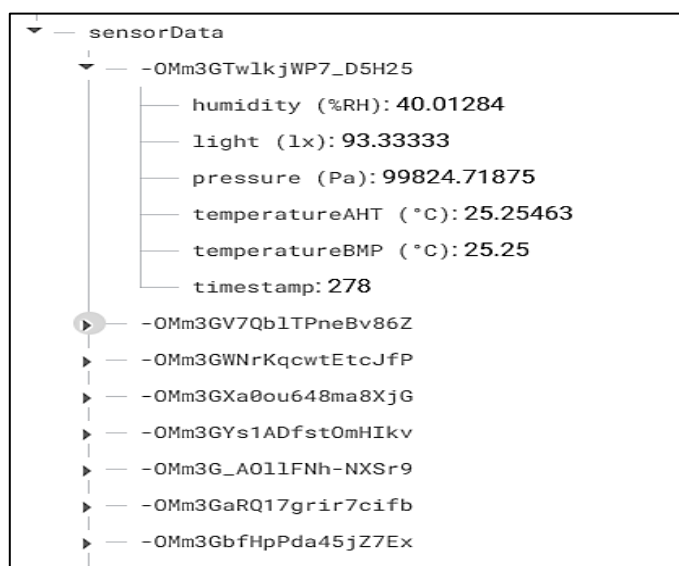 sensorData
-OMm3GTwlkjWP7_D5H25
humidity (%RH): 40.01284
light (lx): 93.33333
pressure (Pa): 99824.71875
temperatureAHT (°C): 25.25463
temperatureBMP (°C): 25.25
timestamp: 278
-OMm3GV7QblTPneBv86Z
-OMm3GWNrKqcwtEtcJfP
-OMm3GXa0ou648ma8XjG
-OMm3GYs1ADfstOmHIkv
-OMm3G_AOllFNh-NXSr9
-OMm3GaRQ17grir7cifb
-OMm3GbfHpPda45jZ7Ex